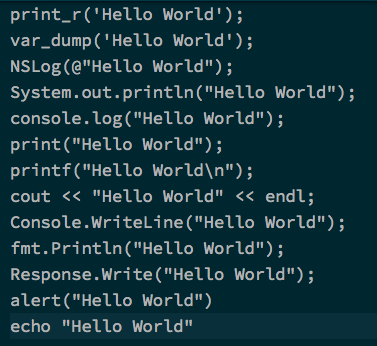 print_r('Hello World');
var_dump('Hello World');
NSLog(@"Hello World");
System.out.println("Hello World");
console.log("Hello World");
print("Hello World");
printf("Hello World\n");
cout << "Hello World" << endl;
Console.WriteLine("Hello World");
fmt.Println("Hello World");
Response.Write("Hello World");
alert("Hello World")
echo "Hello World"